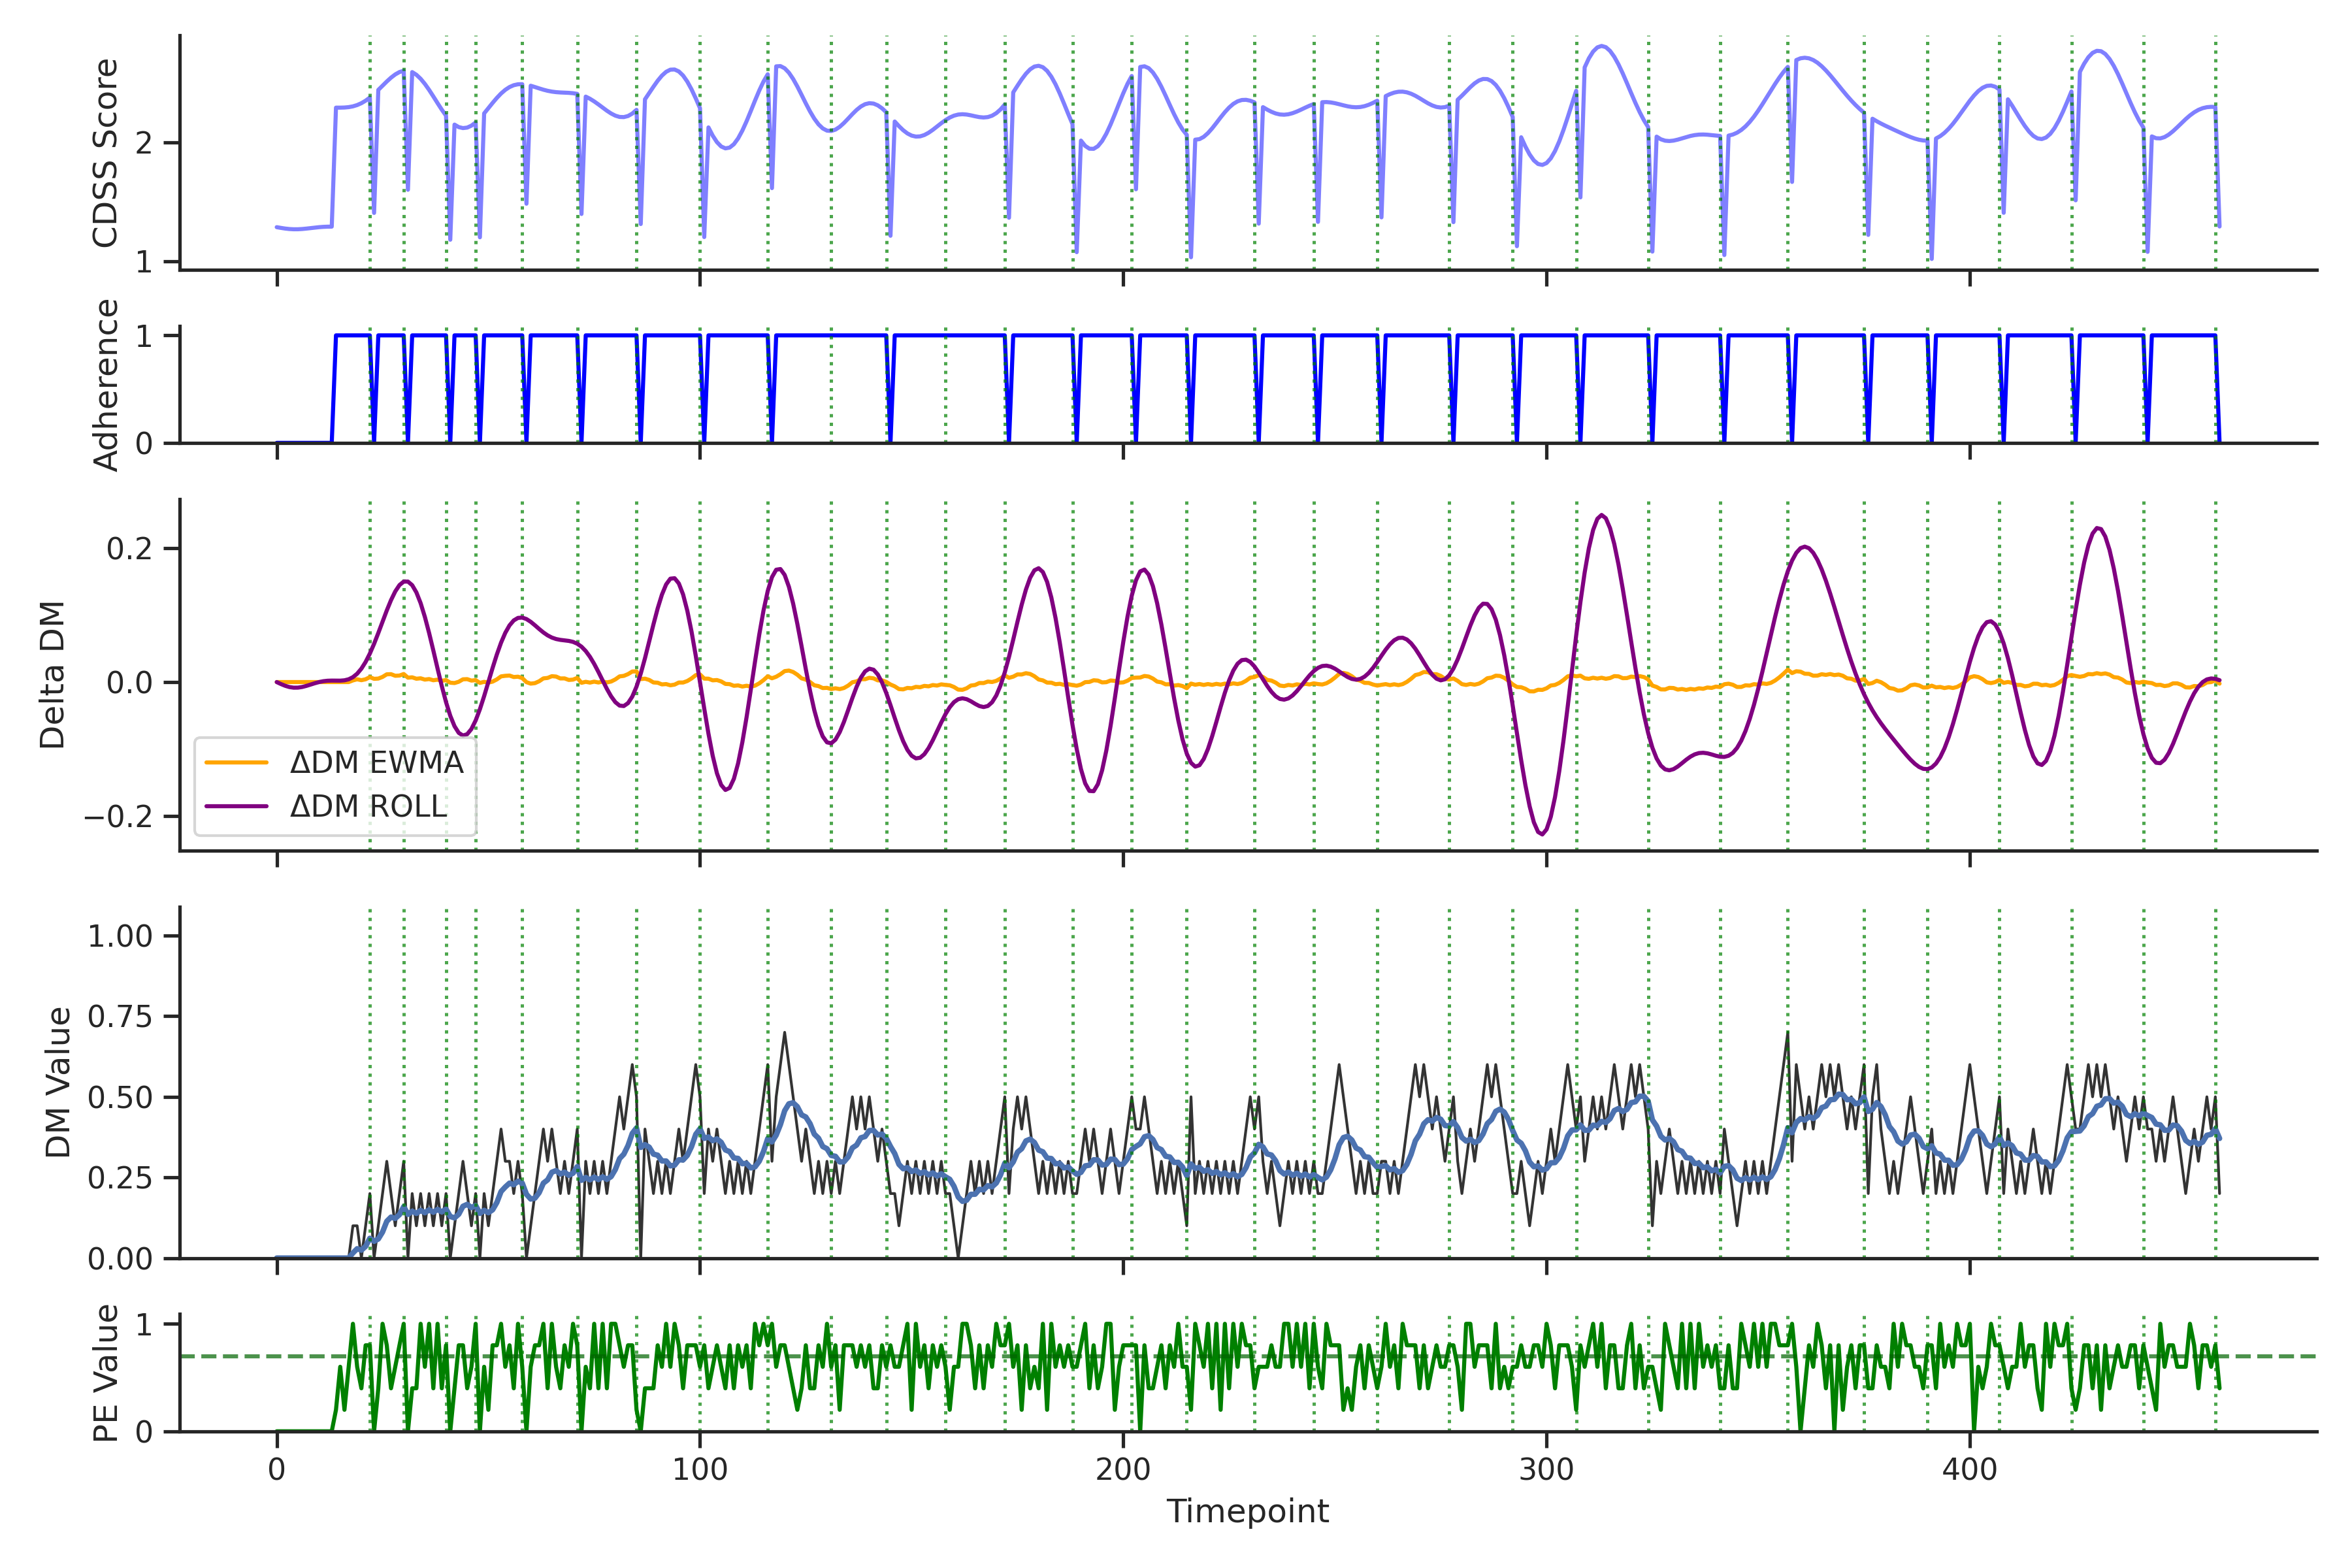 CDSS Score
2
1
Adherence
1
0
Delta DM
0.2
0.0
−0.2
ΔDM EWMA
ΔDM ROLL
DM Value
1.00
0.75
0.50
0.25
0.00
PE Value
1
0
0
100
200
300
400
Timepoint